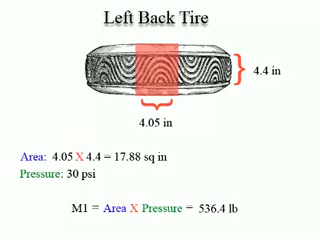 Left Back Tire
4.4 in
4.05 in
Area: 4.05 X 4.4 = 17.88 sq in
Pressure: 30 psi
M1 = Area X Pressure = 536.4 lb